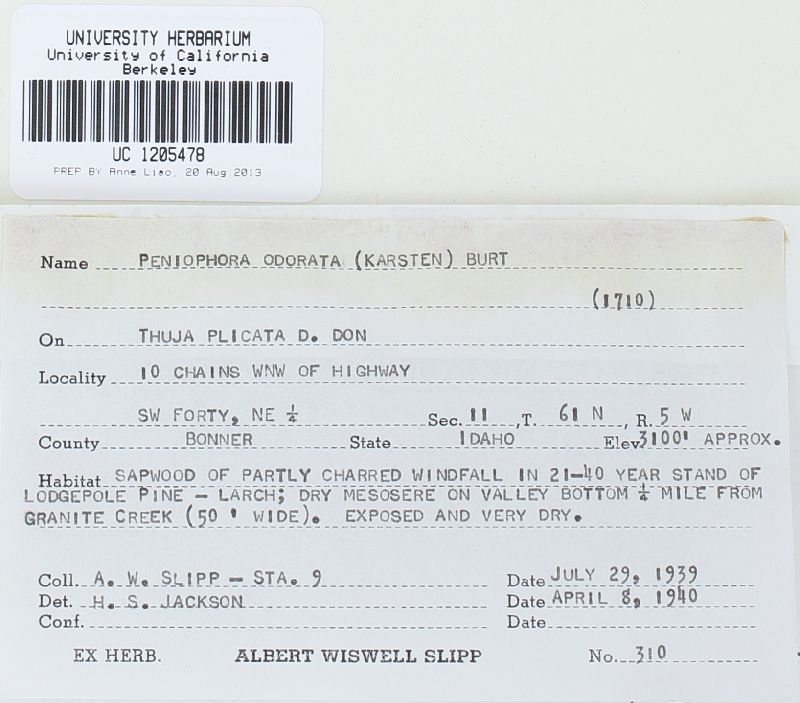 UNIVERSITY HERBARIUM
University of California
Berkeley
UC 1205478
PREP BY Anne Liao, 20 Aug 2013
Name PENIOPHORA ODORATA (KARSTEN) BURT
(1710)
On THUJA PLICATA D. DON
Locality 10 CHAINS WNW OF HIGHWAY
SW FORTY, NE ¼ Sec. 11, T. 61 N, R. 5 W
County BONNER State IDAHO Elev 3100' APPROX.
Habitat SAPWOOD OF PARTLY CHARRED WINDFALL IN 21-40 YEAR STAND OF
LODGEPOLE PINE - LARCH; DRY MESOSERE ON VALLEY BOTTOM ¼ MILE FROM
GRANITE CREEK (50 ' WIDE). EXPOSED AND VERY DRY.
Coll. A. W. SLIPP - STA. 9 Date JULY 29, 1939
Det. H. S. JACKSON Date APRIL 8, 1940
Conf. Date
EX HERB. ALBERT WISWELL SLIPP No. 310